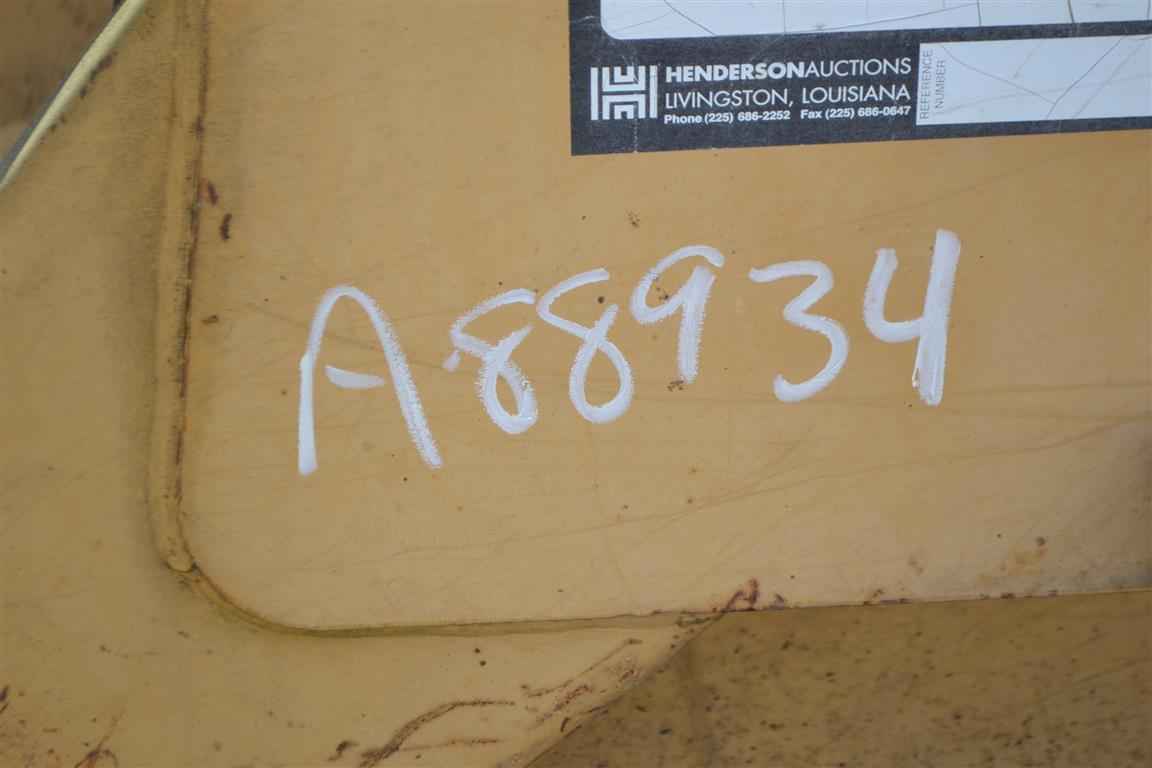 HENDERSONAUCTIONS
LIVINGSTON, LOUISIANA
Phone (225) 686-2252 Fax (225) 686-0647
REFERENCE
NUMBER
A88934